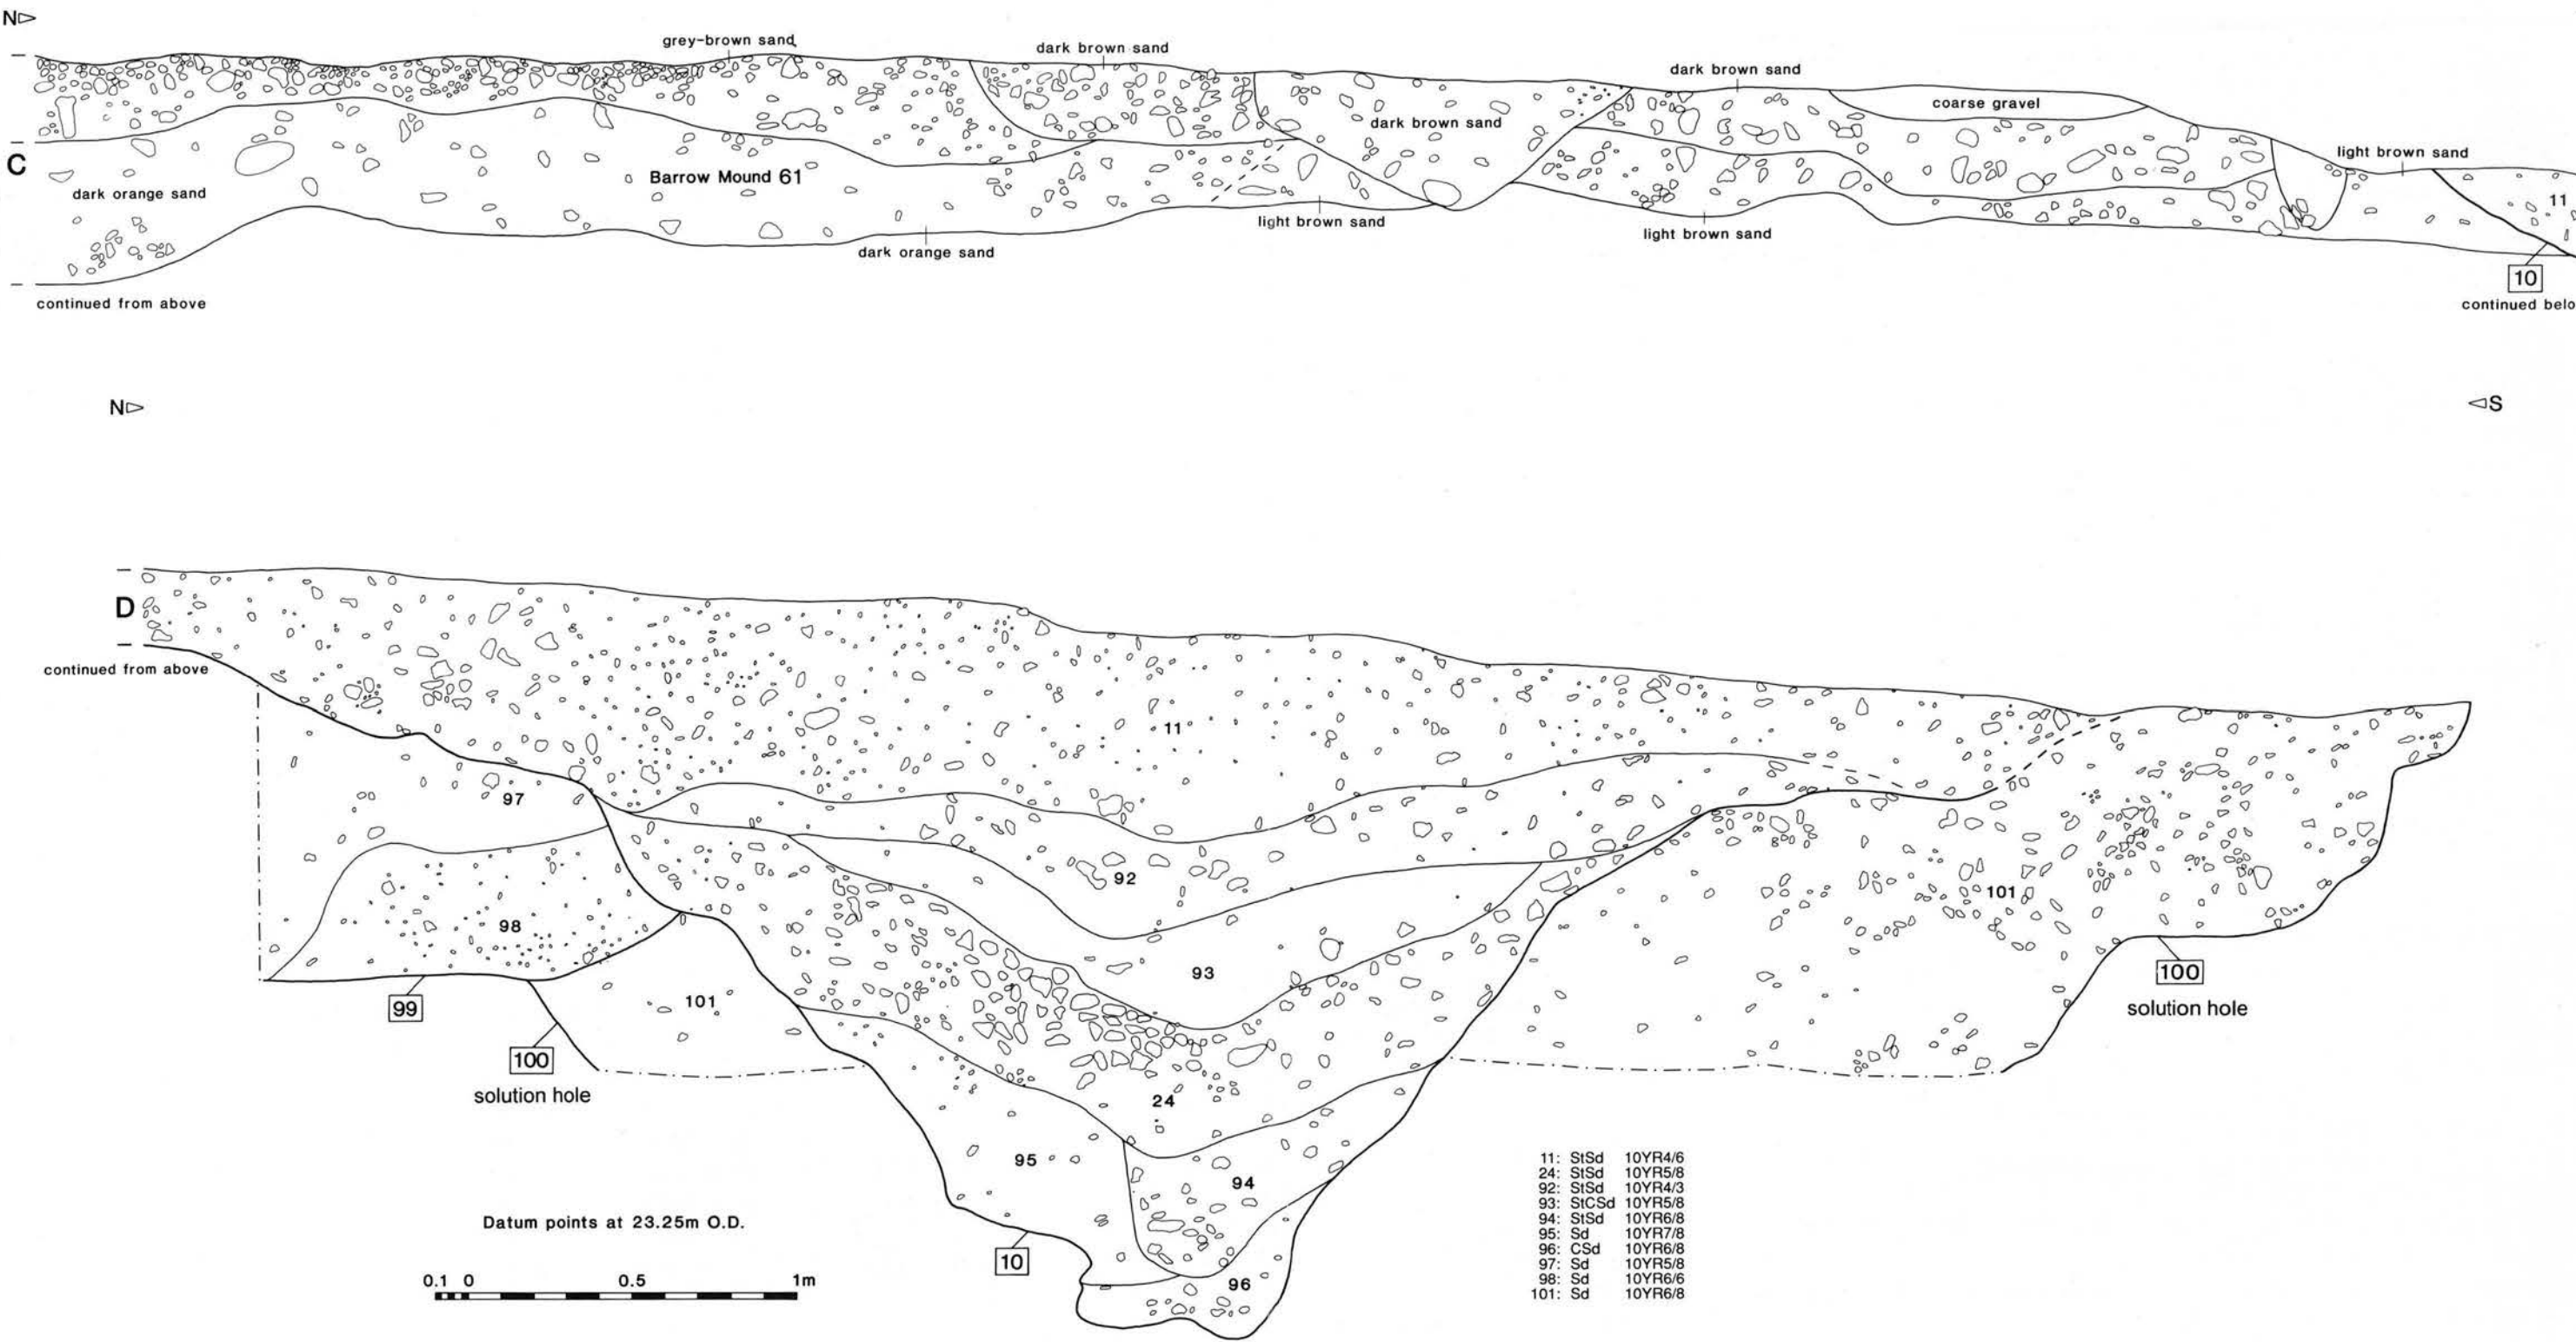 N
grey-brown sand
dark brown sand
dark brown sand
coarse gravel
dark brown sand
light brown sand
C
Barrow Mound 61
dark orange sand
11
light brown sand
light brown sand
dark orange sand
10
continued from above
continued belo
N
S
D
continued from above
11
97
92
101
98
93
100
101
99
solution hole
100
solution hole
24
95
94
Datum points at 23.25m O.D.
10
96
0.1 0 0.5 1m
11: StSd 10YR4/6
24: StSd 10YR5/8
92: StSd 10YR4/3
93: StCSd 10YR5/8
94: StSd 10YR6/8
95: Sd 10YR7/8
96: CSd 10YR6/8
97: Sd 10YR5/8
98: Sd 10YR6/6
101: Sd 10YR6/8